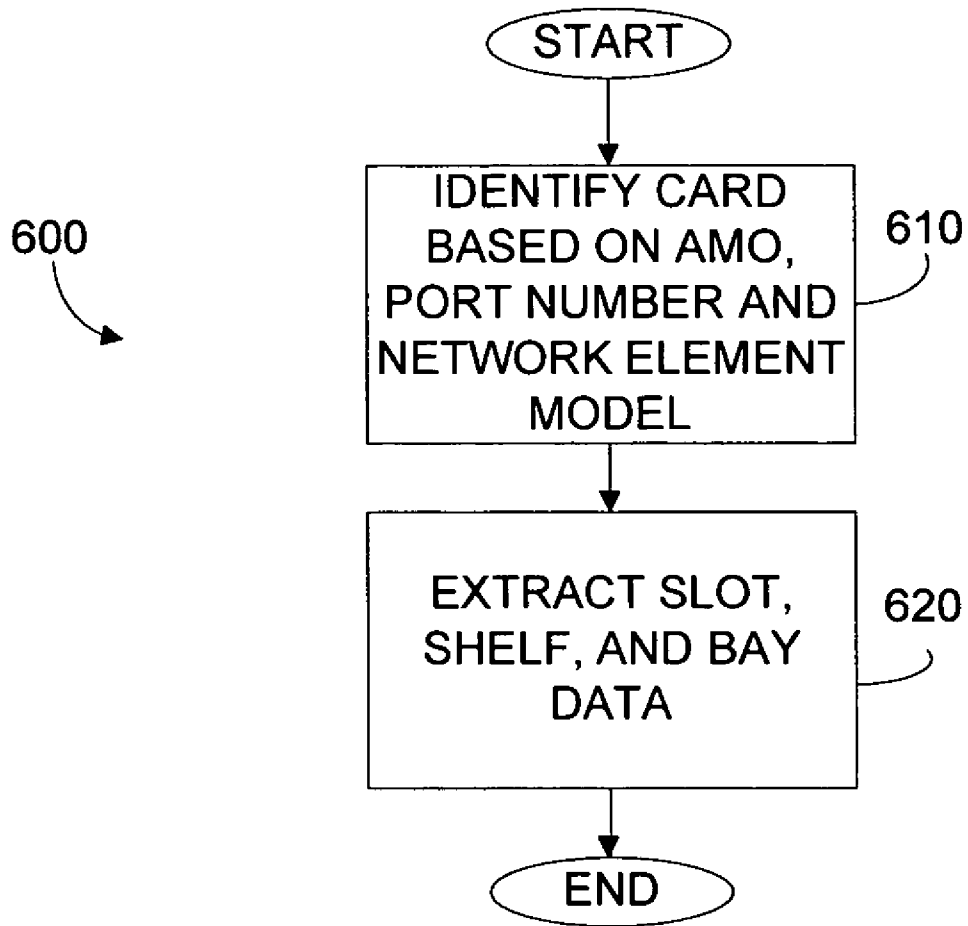 START
600
IDENTIFY CARD
BASED ON AMO,
PORT NUMBER AND
NETWORK ELEMENT
MODEL
610
EXTRACT SLOT,
SHELF, AND BAY
DATA
620
END